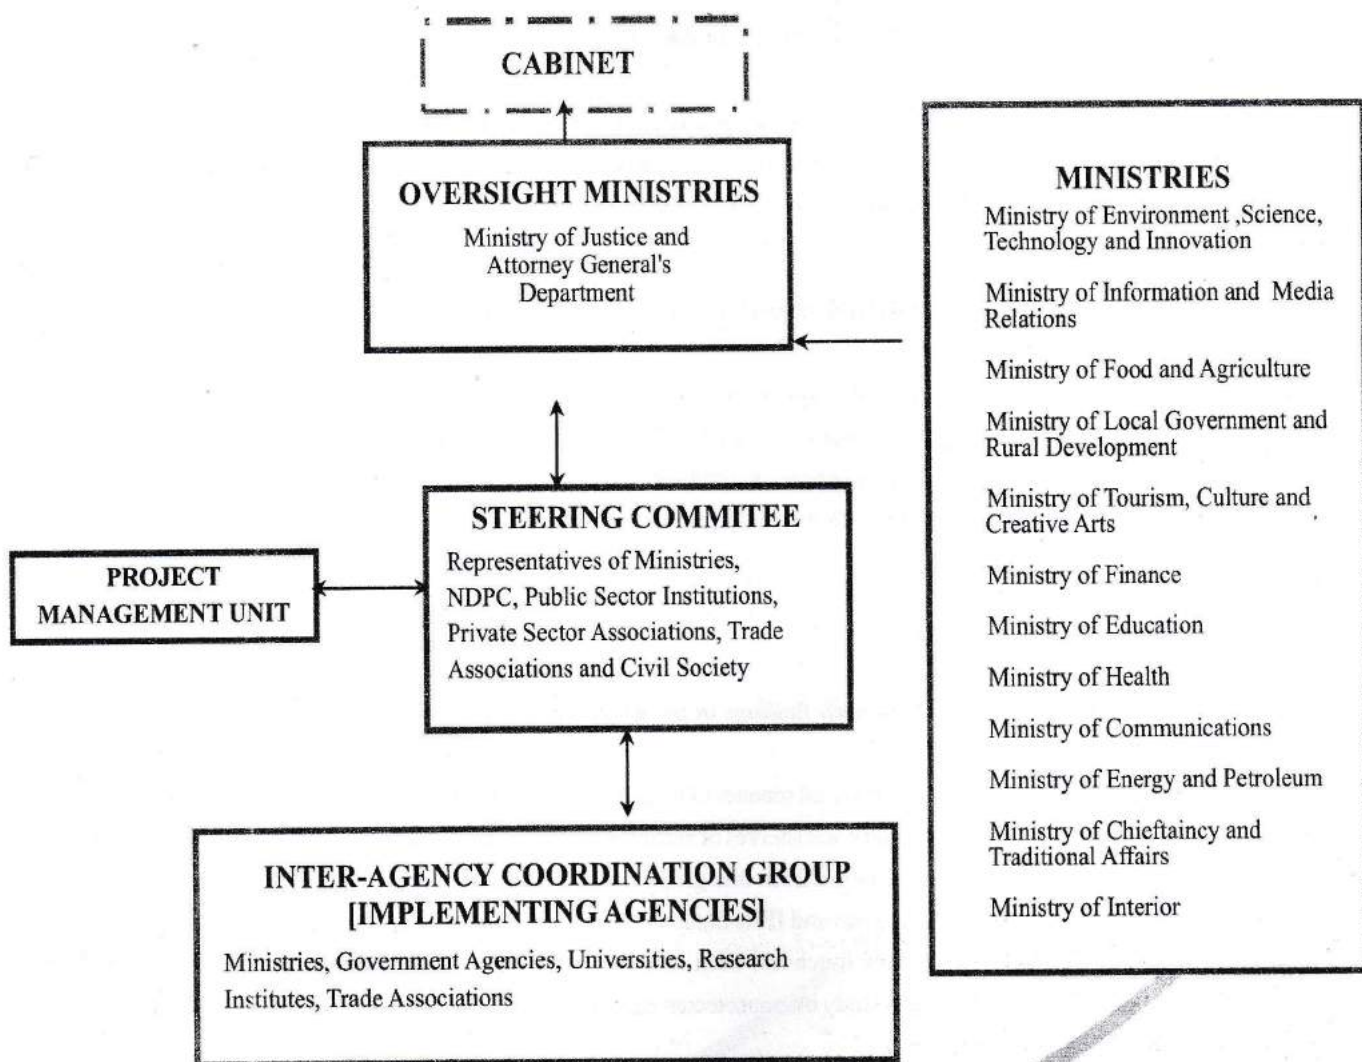 CABINET
OVERSIGHT MINISTRIES
Ministry of Justice and
Attorney General's
Department
MINISTRIES
Ministry of Environment ,Science,
Technology and Innovation
Ministry of Information and Media
Relations
Ministry of Food and Agriculture
Ministry of Local Government and
Rural Development
Ministry of Tourism, Culture and
Creative Arts
Ministry of Finance
Ministry of Education
Ministry of Health
Ministry of Communications
Ministry of Energy and Petroleum
Ministry of Chieftaincy and
Traditional Affairs
Ministry of Interior
STEERING COMMITEE
Representatives of Ministries,
NDPC, Public Sector Institutions,
Private Sector Associations, Trade
Associations and Civil Society
PROJECT
MANAGEMENT UNIT
INTER-AGENCY COORDINATION GROUP
[IMPLEMENTING AGENCIES]
Ministries, Government Agencies, Universities, Research
Institutes, Trade Associations